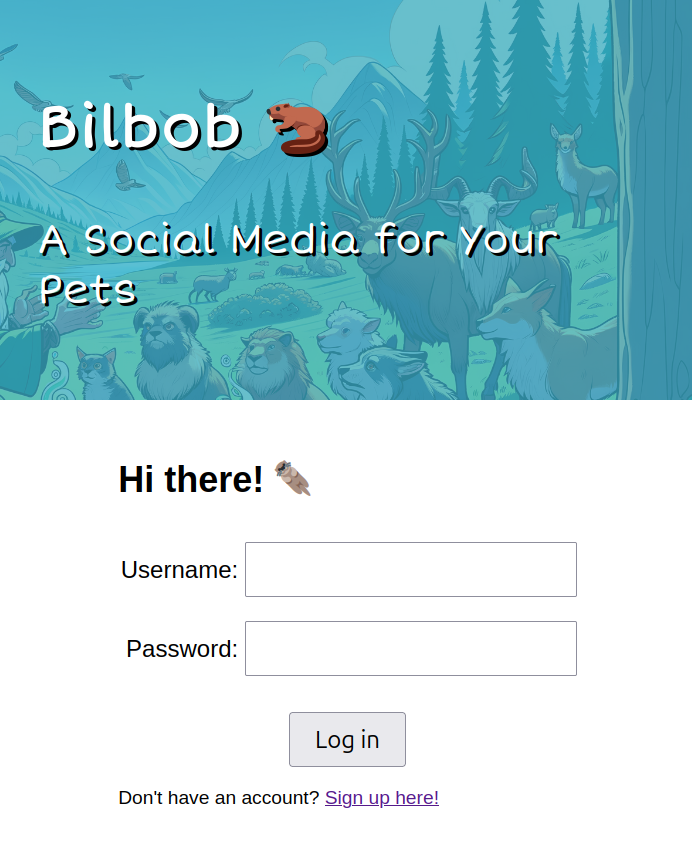 Bilbob 🦫
A Social Media for Your
Pets
Hi there! 🦦
Username:
Password:
Log in
Don't have an account? Sign up here!